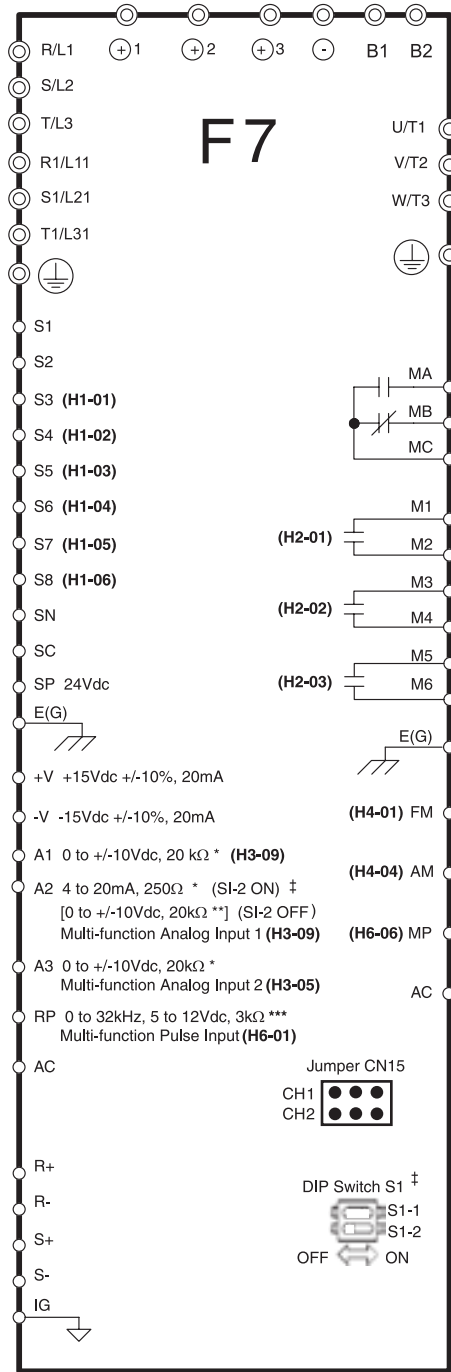 R/L1
+ 1
+ 2
+ 3
-
B1
B2
S/L2
T/L3
R1/L11
S1/L21
T1/L31
F7
U/T1
V/T2
W/T3
S1
S2
S3 (H1-01)
S4 (H1-02)
S5 (H1-03)
S6 (H1-04)
S7 (H1-05)
S8 (H1-06)
SN
SC
SP 24Vdc
E(G)
MA
MB
MC
M1
(H2-01)
M2
M3
(H2-02)
M4
M5
(H2-03)
M6
E(G)
+V +15Vdc +/-10%, 20mA
-V -15Vdc +/-10%, 20mA
A1 0 to +/-10Vdc, 20 kΩ * (H3-09)
A2 4 to 20mA, 250Ω * (SI-2 ON) ‡
[0 to +/-10Vdc, 20kΩ **] (SI-2 OFF)
Multi-function Analog Input 1 (H3-09)
A3 0 to +/-10Vdc, 20kΩ *
Multi-function Analog Input 2 (H3-05)
RP 0 to 32kHz, 5 to 12Vdc, 3kΩ ***
Multi-function Pulse Input (H6-01)
AC
(H4-01) FM
(H4-04) AM
(H6-06) MP
AC
Jumper CN15
CH1
CH2
R+
R-
S+
S-
IG
DIP Switch S1 ‡
S1-1
S1-2
OFF ON